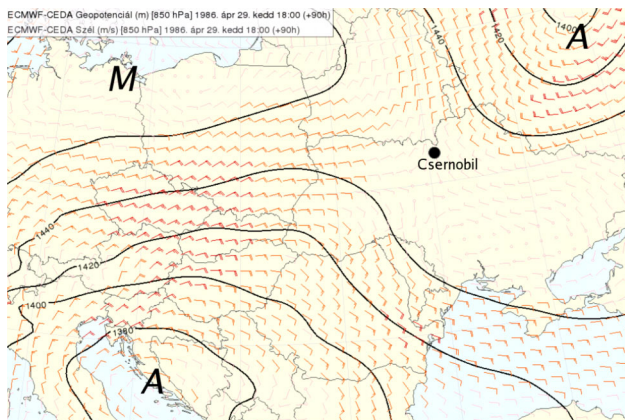 ECMWF-CEDA Geopotenciál (m) [850 hPa] 1986. ápr 29. kedd 18:00 (+90h)
ECMWF-CEDA Szél (m/s) [850 hPa] 1986. ápr 29. kedd 18:00 (+90h)
1400
1420
1440
A
M
Csernobil
1440
1420
1400
1380
A